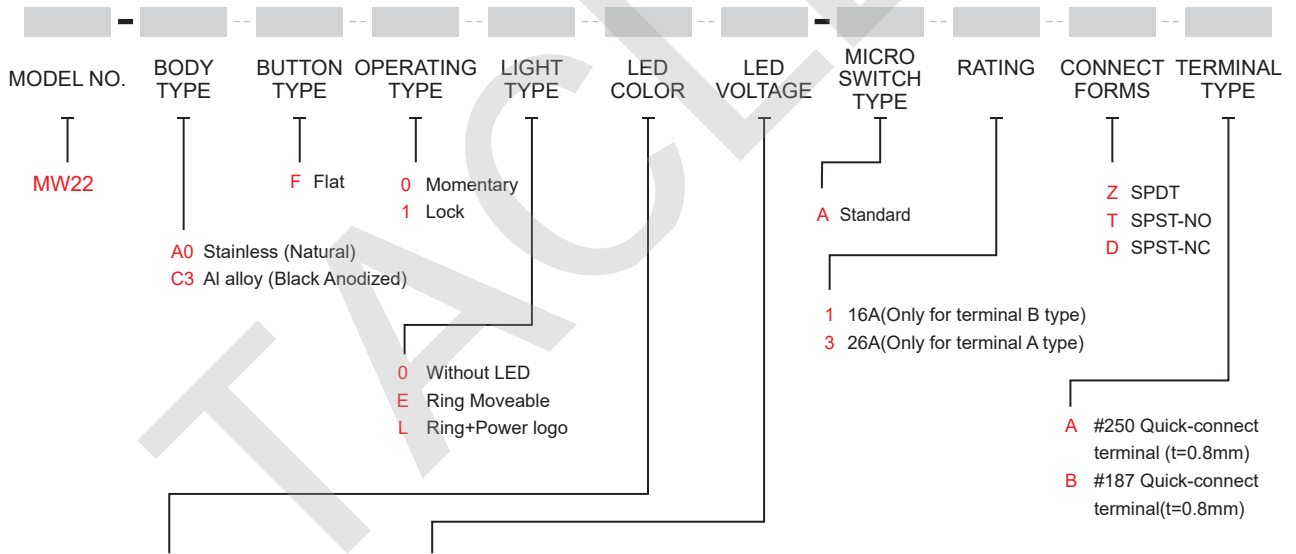 MODEL NO.
BODY
TYPE
BUTTON
TYPE
OPERATING
TYPE
LIGHT
TYPE
LED
COLOR
LED
VOLTAGE
MICRO
SWITCH
TYPE
RATING
CONNECT
FORMS
TERMINAL
TYPE
MW22
A0 Stainless (Natural)
C3 Al alloy (Black Anodized)
F Flat
0 Momentary
1 Lock
0 Without LED
E Ring Moveable
L Ring+Power logo
A Standard
1 16A(Only for terminal B type)
3 26A(Only for terminal A type)
Z SPDT
T SPST-NO
D SPST-NC
A #250 Quick-connect
terminal (t=0.8mm)
B #187 Quick-connect
terminal(t=0.8mm)